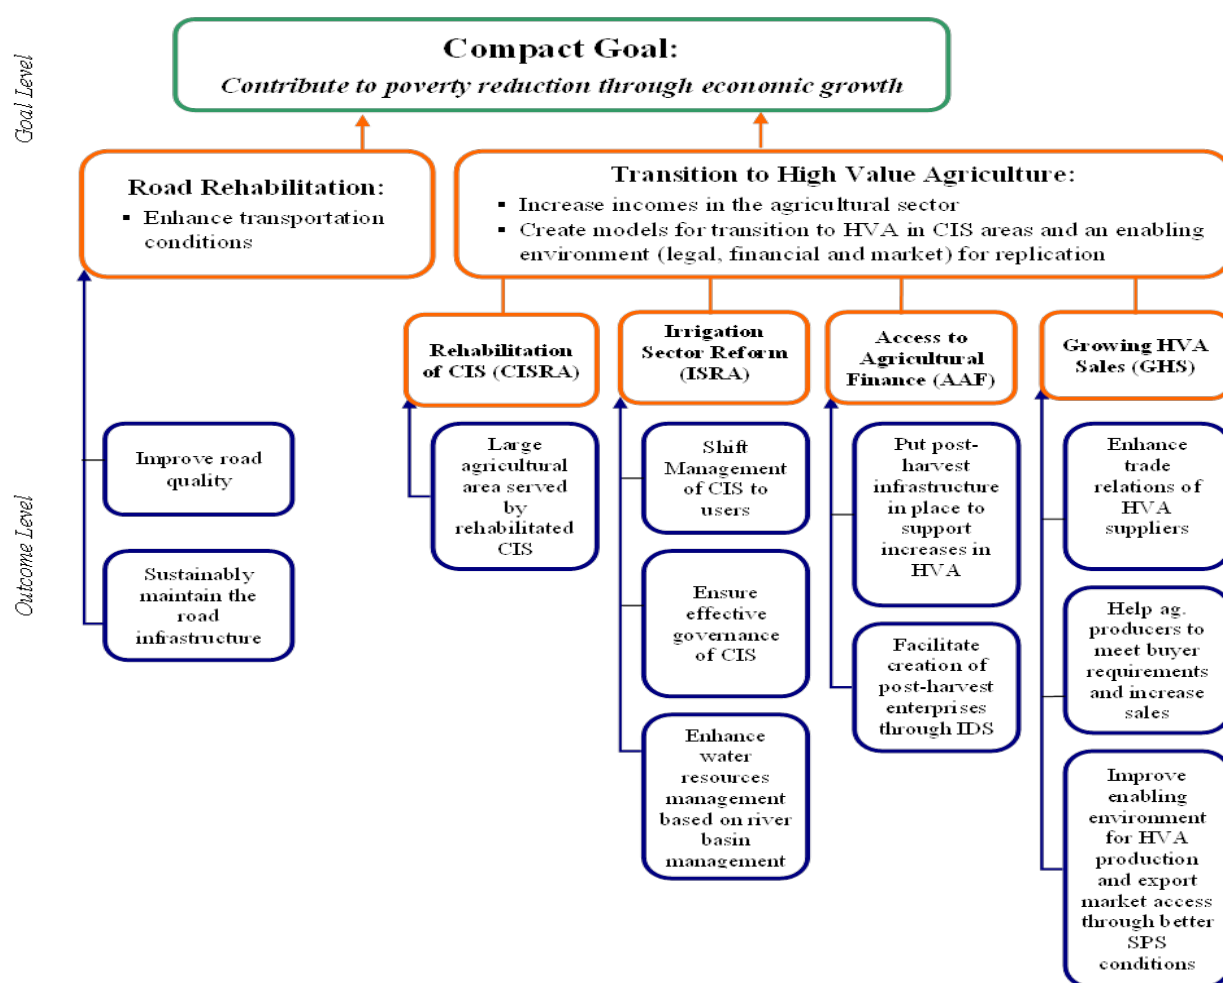 Goal Level
Compact Goal:
Contribute to poverty reduction through economic growth
Road Rehabilitation:
▪ Enhance transportation
conditions
Transition to High Value Agriculture:
▪ Increase incomes in the agricultural sector
▪ Create models for transition to HVA in CIS areas and an enabling
environment (legal, financial and market) for replication
Rehabilitation
of CIS (CISRA)
Irrigation
Sector Reform
(ISRA)
Access to
Agricultural
Finance (AAF)
Growing HVA
Sales (GHS)
Outcome Level
Improve road
quality
Sustainably
maintain the
road
infrastructure
Large
agricultural
area served
by
rehabilitated
CIS
Shift
Management
of CIS to
users
Ensure
effective
governance
of CIS
Enhance
water
resources
management
based on river
basin
management
Put post-
harvest
infrastructure
in place to
support
increases in
HVA
Facilitate
creation of
post-harvest
enterprises
through IDS
Enhance
trade
relations of
HVA
suppliers
Help ag.
producers to
meet buyer
requirements
and increase
sales
Improve
enabling
environment
for HVA
production
and export
market access
through better
SPS
conditions